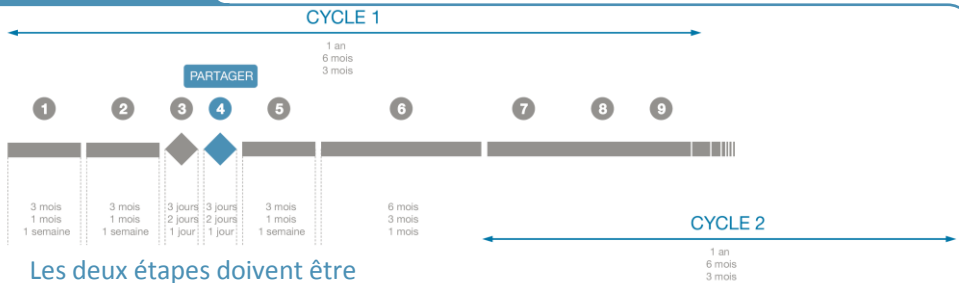 CYCLE 1
1 an
6 mois
3 mois
PARTAGER
1 2 3 4 5 6 7 8 9
3 mois 3 mois 3 jours 3 jours 3 mois 6 mois
1 mois 1 mois 2 jours 2 jours 1 mois 3 mois
1 semaine 1 semaine 1 jour 1 jour 1 semaine 1 mois
CYCLE 2
1 an
6 mois
3 mois
Les deux étapes doivent être